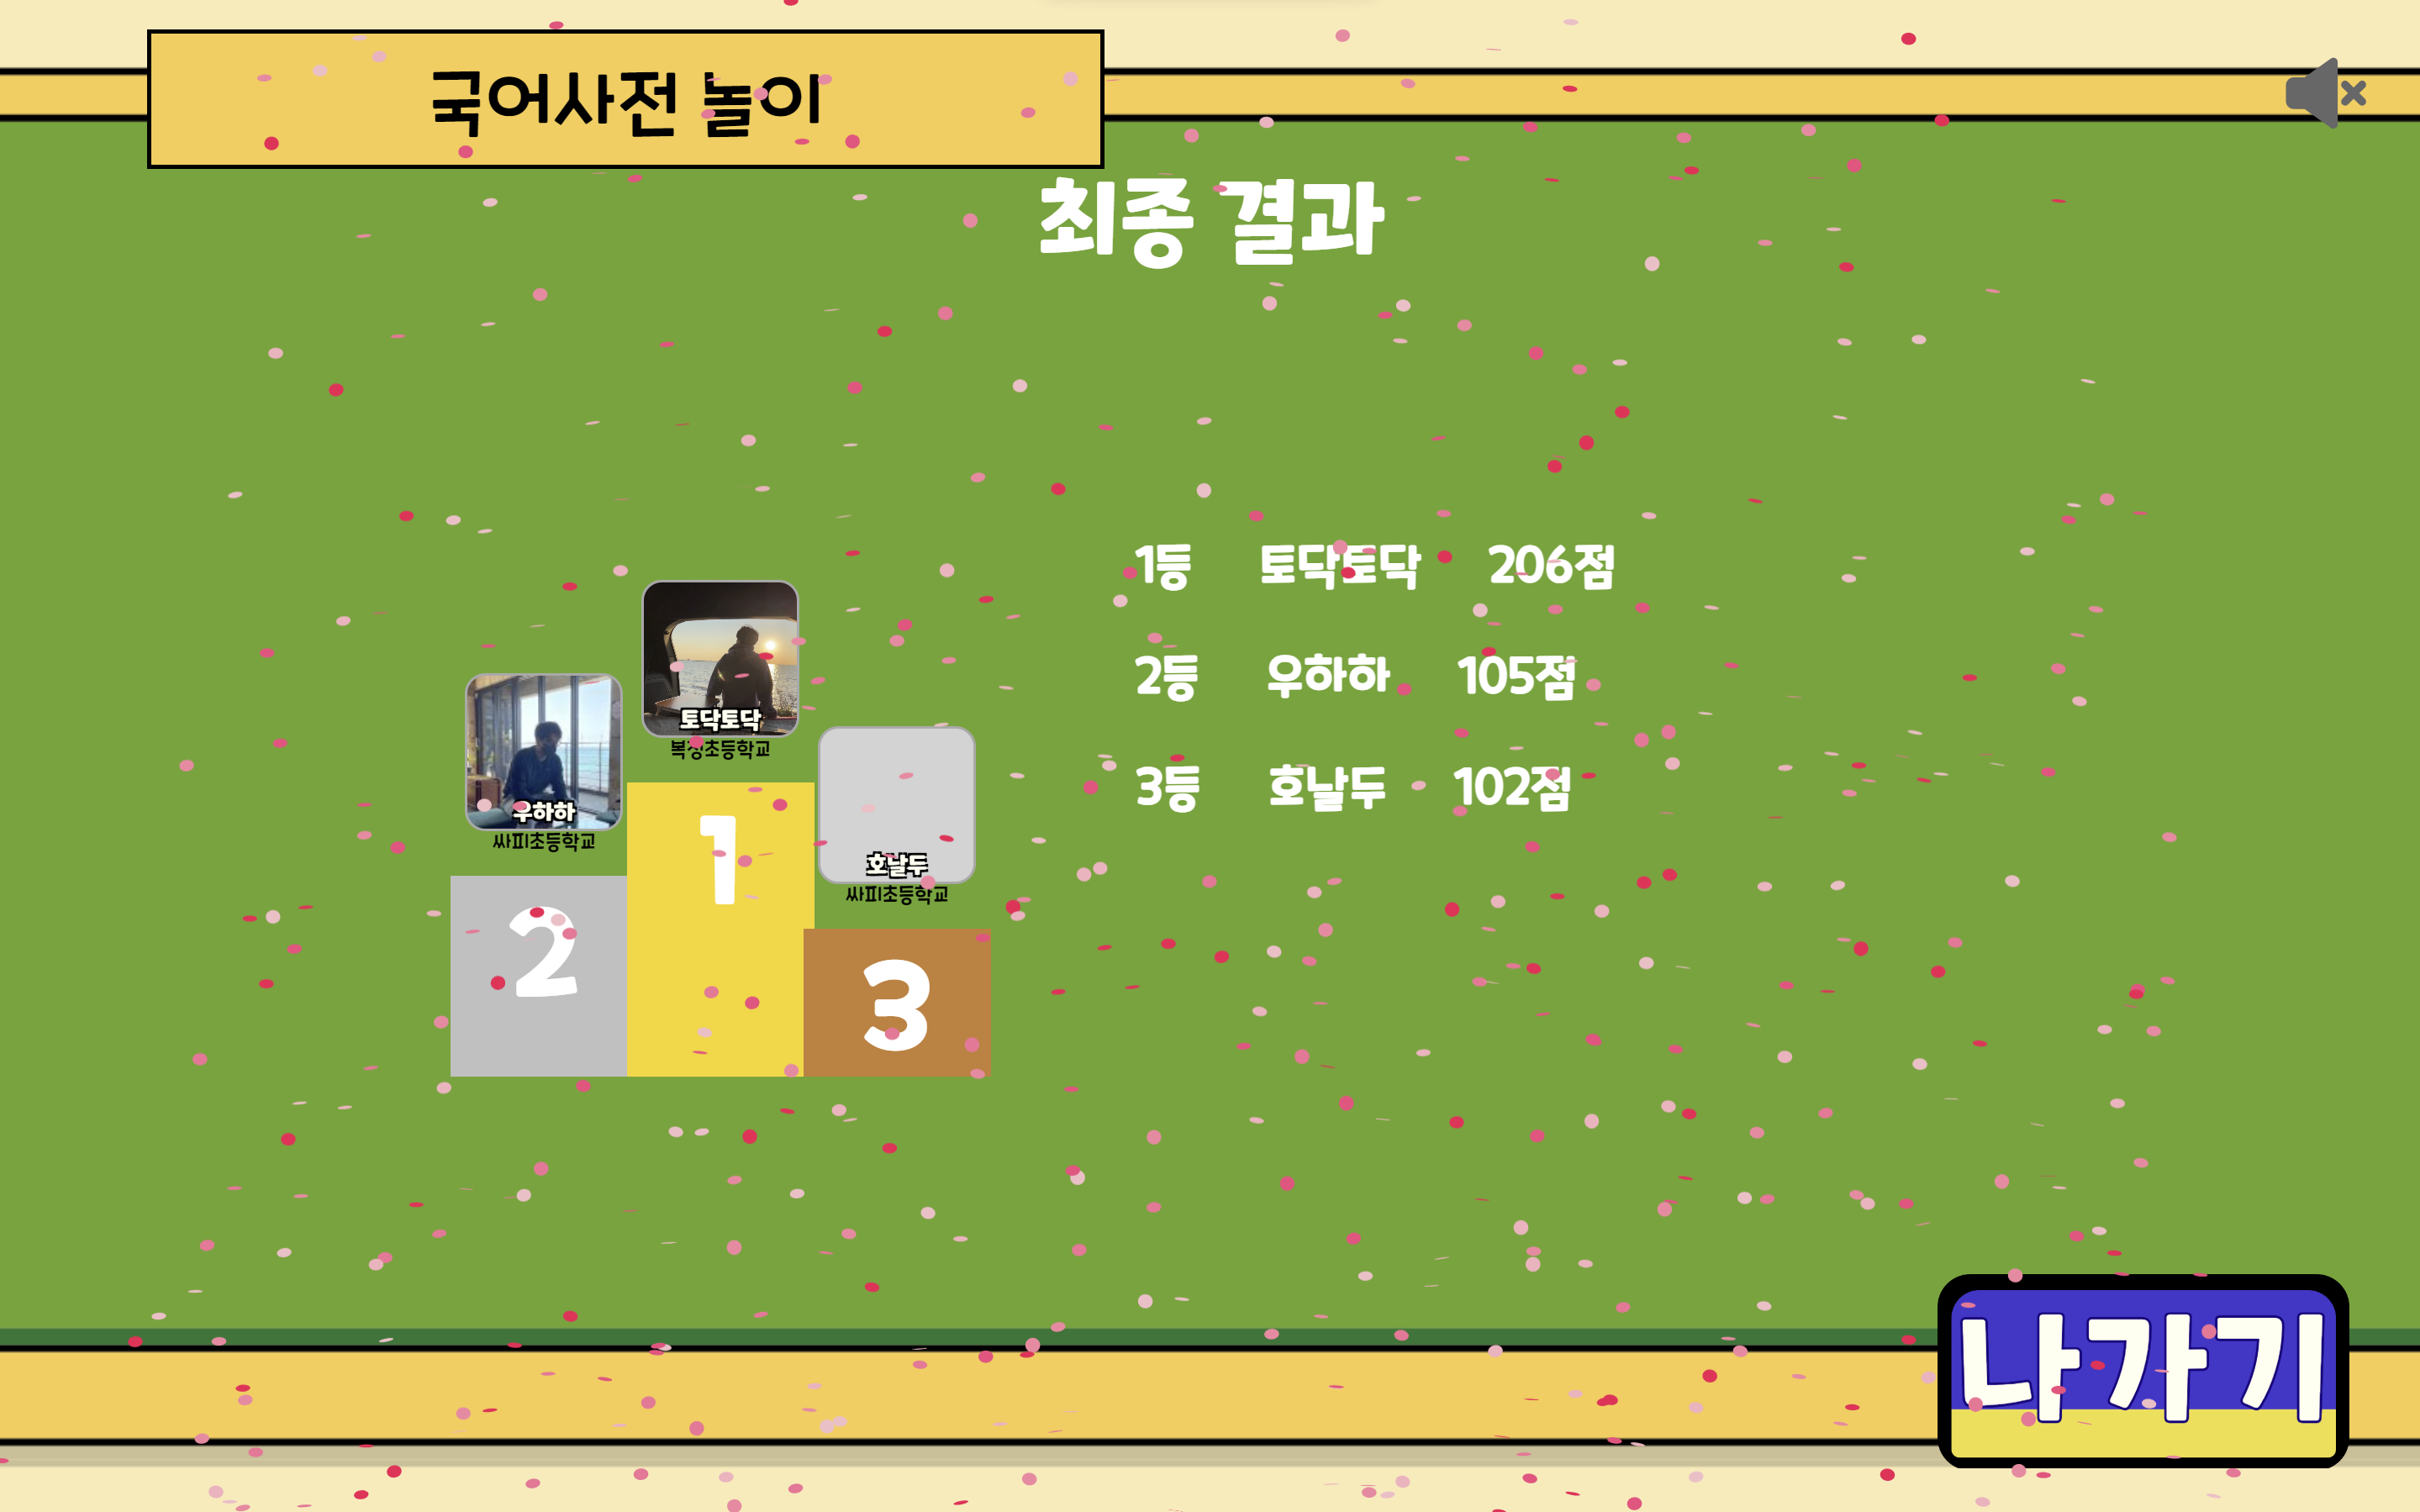 국어사전 놀이
최종 결과
1등 토닥토닥 206점
2등 우하하 105점
3등 호날두 102점
토닥토닥
복정초등학교
우하하
싸피초등학교
호날두
싸피초등학교
1
2
3
나가기